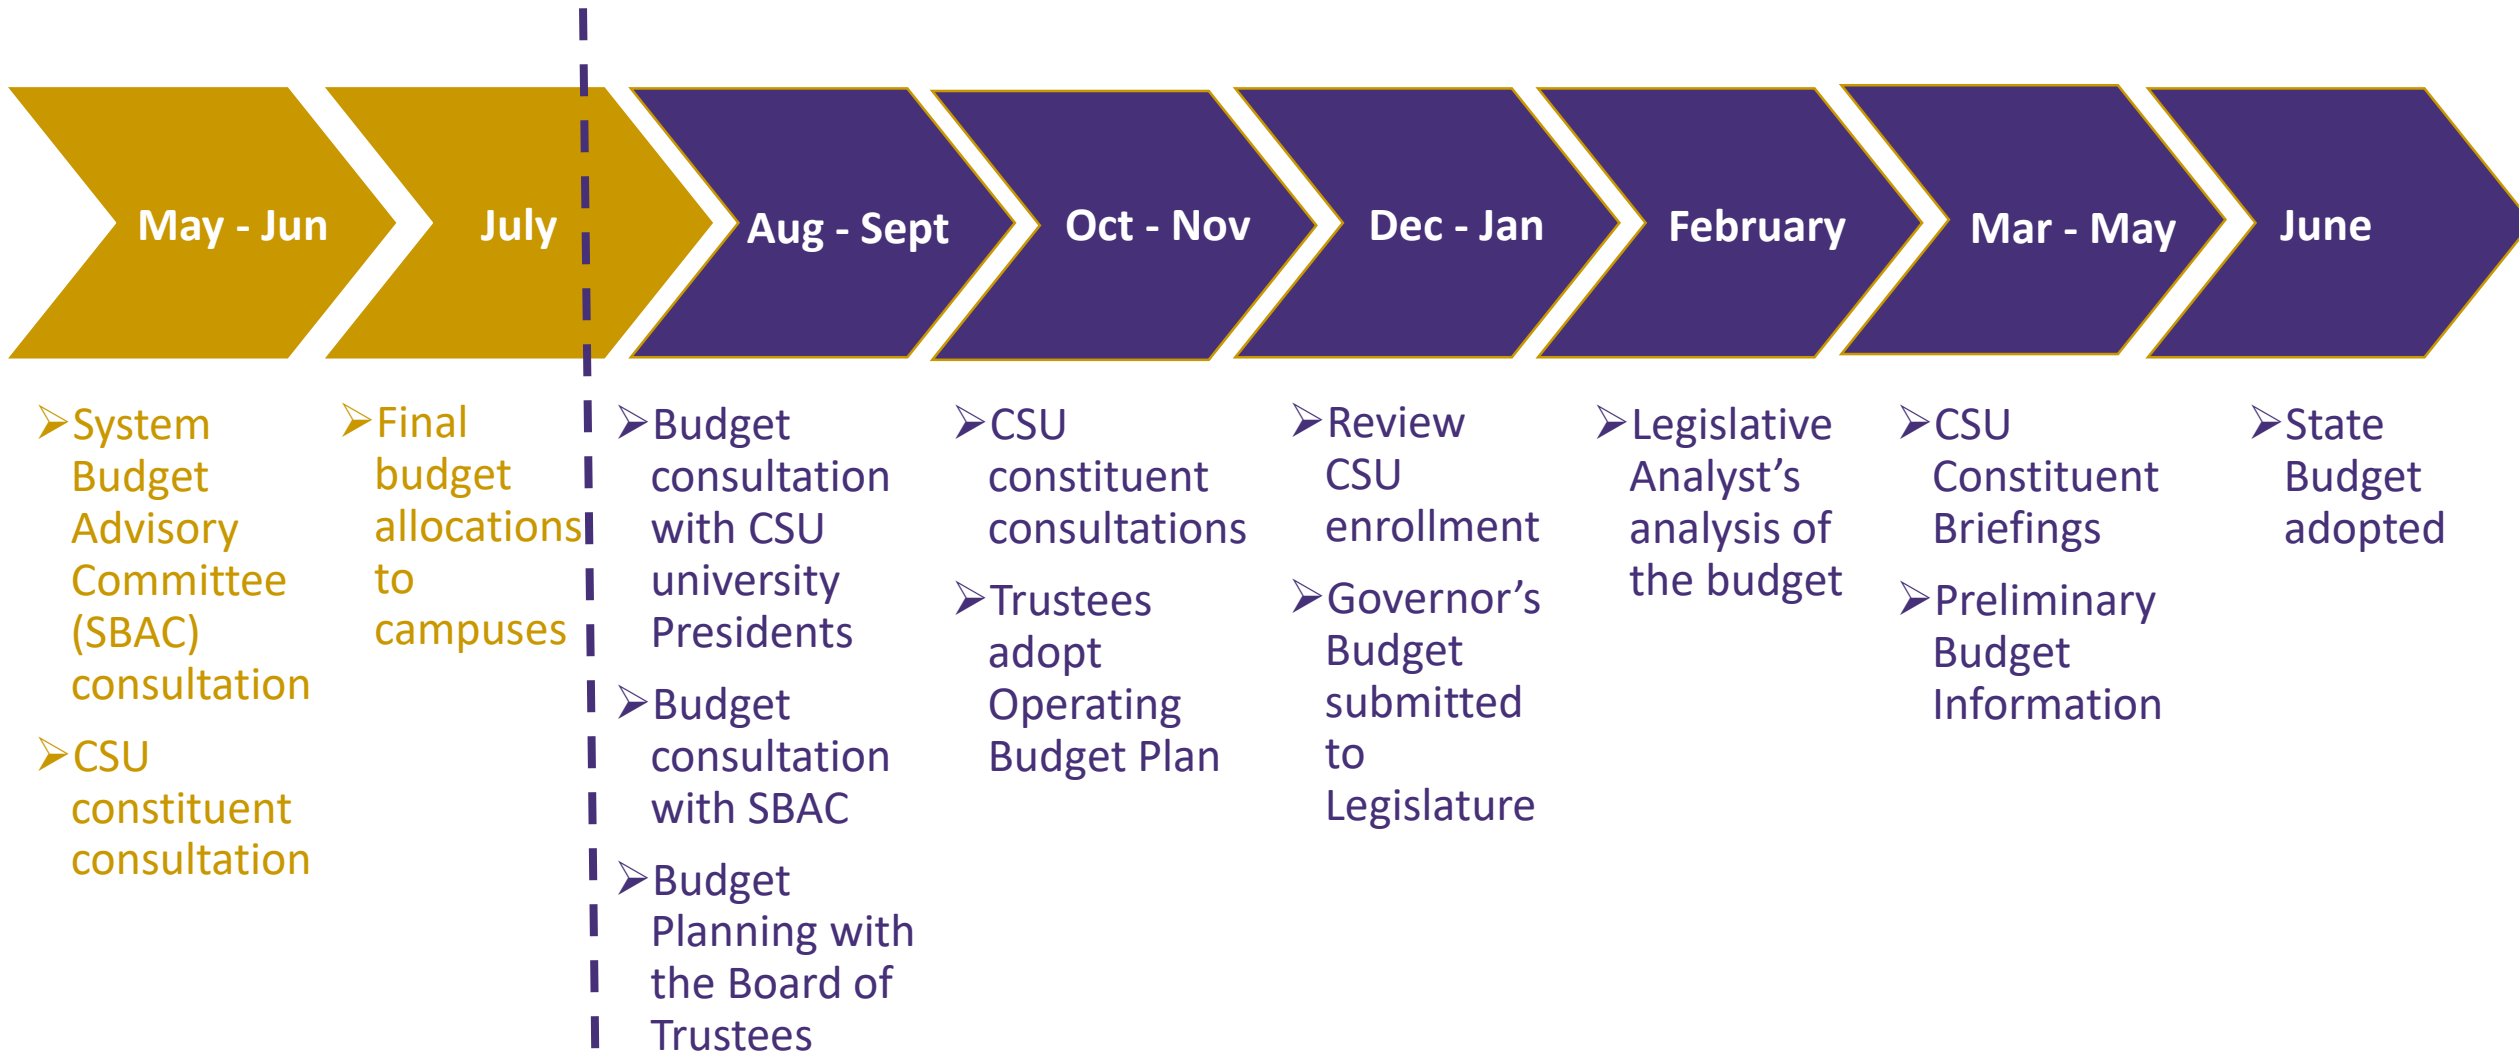 May - Jun
July
Aug - Sept
Oct - Nov
Dec - Jan
February
Mar - May
June
System
Budget
Advisory
Committee
(SBAC)
consultation
CSU
constituent
consultation
Final
budget
allocations
to
campuses
Budget
consultation
with CSU
university
Presidents
Budget
consultation
with SBAC
Budget
Planning with
the Board of
Trustees
CSU
constituent
consultations
Trustees
adopt
Operating
Budget Plan
Review
CSU
enrollment
Governor’s
Budget
submitted
to
Legislature
Legislative
Analyst’s
analysis of
the budget
CSU
Constituent
Briefings
Preliminary
Budget
Information
State
Budget
adopted